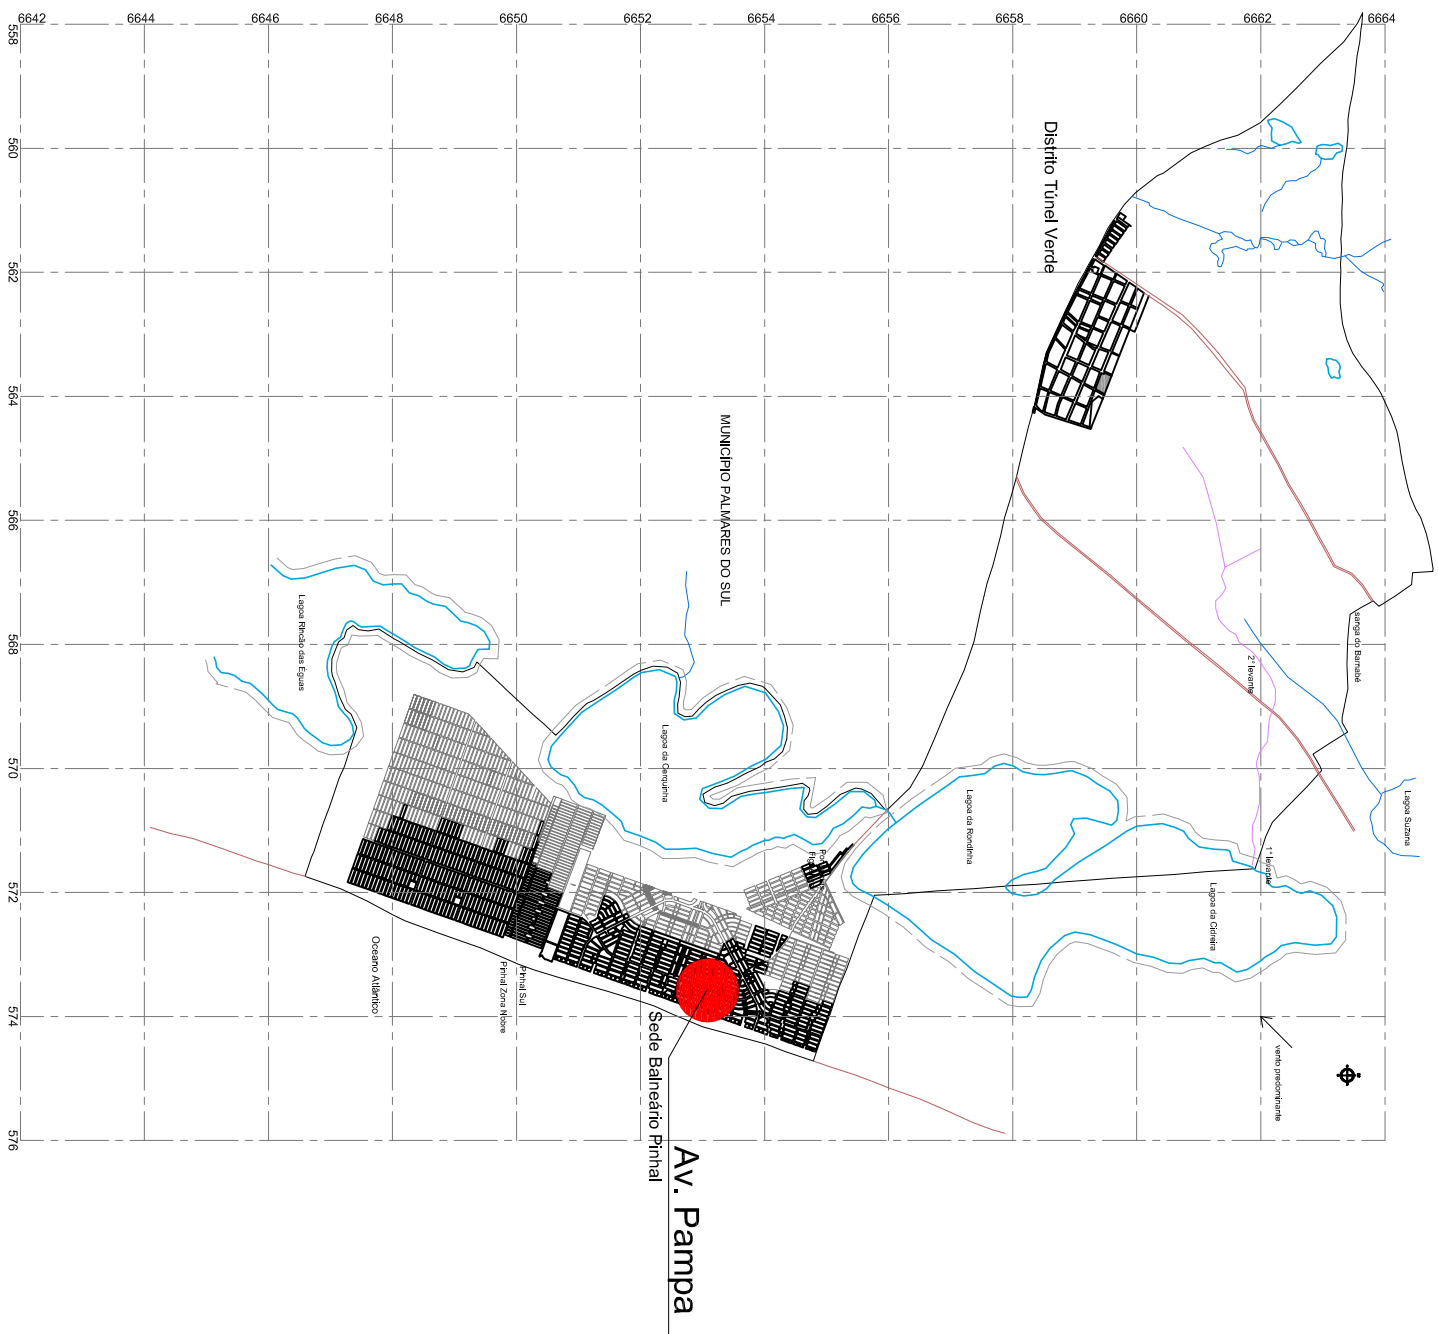 6642
6644
6646
6648
6650
6652
6654
6656
6658
6660
6662
6664
558
560
562
564
566
568
570
572
574
576
Distrito Túnel Verde
MUNICÍPIO PALMARES DO SUL
sanga do Barnabé
2° levante
1° levante
Lagoa Suzana
Lagoa Rincão das Éguas
Lagoa da Cerquinha
Lagoa da Rondinha
Lagoa da Cidreira
Oceano Atlântico
Pinhal Sul
Pinhal Zona Nobre
vento predominante
Sede Balneário Pinhal
Av. Pampa